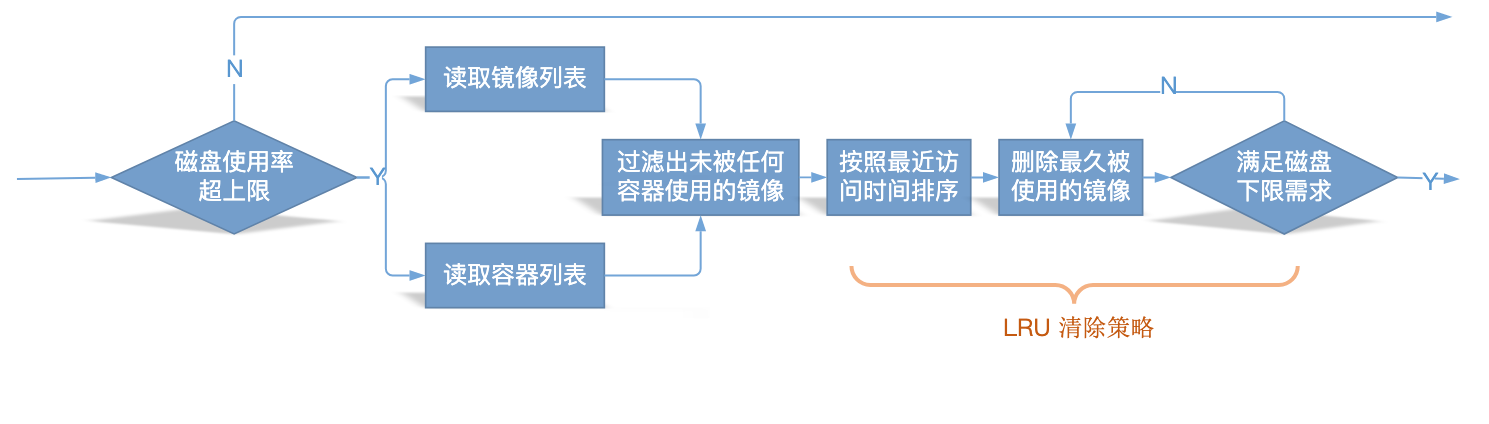 N
读取镜像列表
磁盘使用率
超上限
Y
过滤出未被任何
容器使用的镜像
按照最近访
问时间排序
N
删除最久被
使用的镜像
满足磁盘
下限需求
Y
读取容器列表
LRU 清除策略